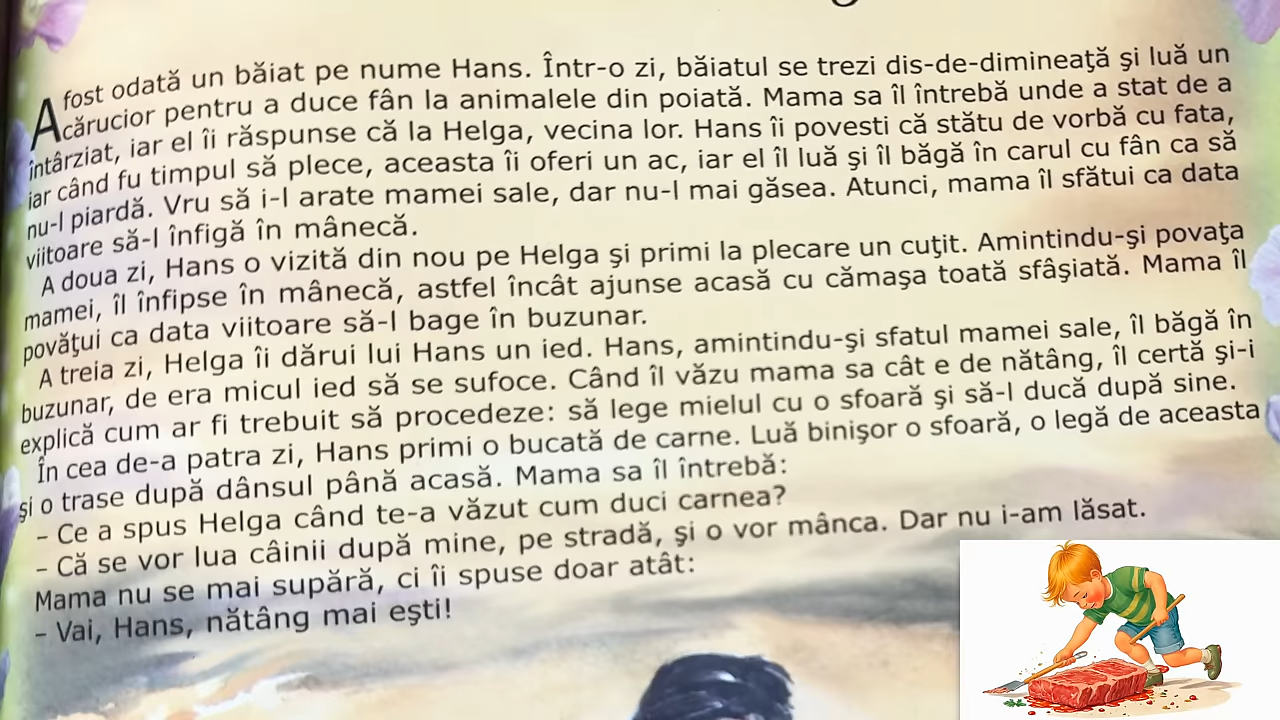 A fost odată un băiat pe nume Hans. Într-o zi, băiatul se trezi dis-de-dimineaţă şi luă un
cărucior pentru a duce fân la animalele din poiată. Mama sa îl întrebă unde a stat de a
întârziat, iar el îi răspunse că la Helga, vecina lor. Hans îi povesti că stătu de vorbă cu fata,
iar când fu timpul să plece, aceasta îi oferi un ac, iar el îl luă şi îl băgă în carul cu fân ca să
nu-l piardă. Vru să i-l arate mamei sale, dar nu-l mai găsea. Atunci, mama îl sfătui ca data
viitoare să-l înfigă în mânecă.
A doua zi, Hans o vizită din nou pe Helga şi primi la plecare un cuţit. Amintindu-şi povaţa
mamei, îl înfipse în mânecă, astfel încât ajunse acasă cu cămaşa toată sfâşiată. Mama îl
povăţui ca data viitoare să-l bage în buzunar.
A treia zi, Helga îi dărui lui Hans un ied. Hans, amintindu-şi sfatul mamei sale, îl băgă în
buzunar, de era micul ied să se sufoce. Când îl văzu mama sa cât e de nătâng, îl certă şi-i
explică cum ar fi trebuit să procedeze: să lege mielul cu o sfoară şi să-l ducă după sine.
În cea de-a patra zi, Hans primi o bucată de carne. Luă binişor o sfoară, o legă de aceasta
şi o trase după dânsul până acasă. Mama sa îl întrebă:
– Ce a spus Helga când te-a văzut cum duci carnea?
– Că se vor lua câinii după mine, pe stradă, şi o vor mânca. Dar nu i-am lăsat.
Mama nu se mai supără, ci îi spuse doar atât:
– Vai, Hans, nătâng mai eşti!